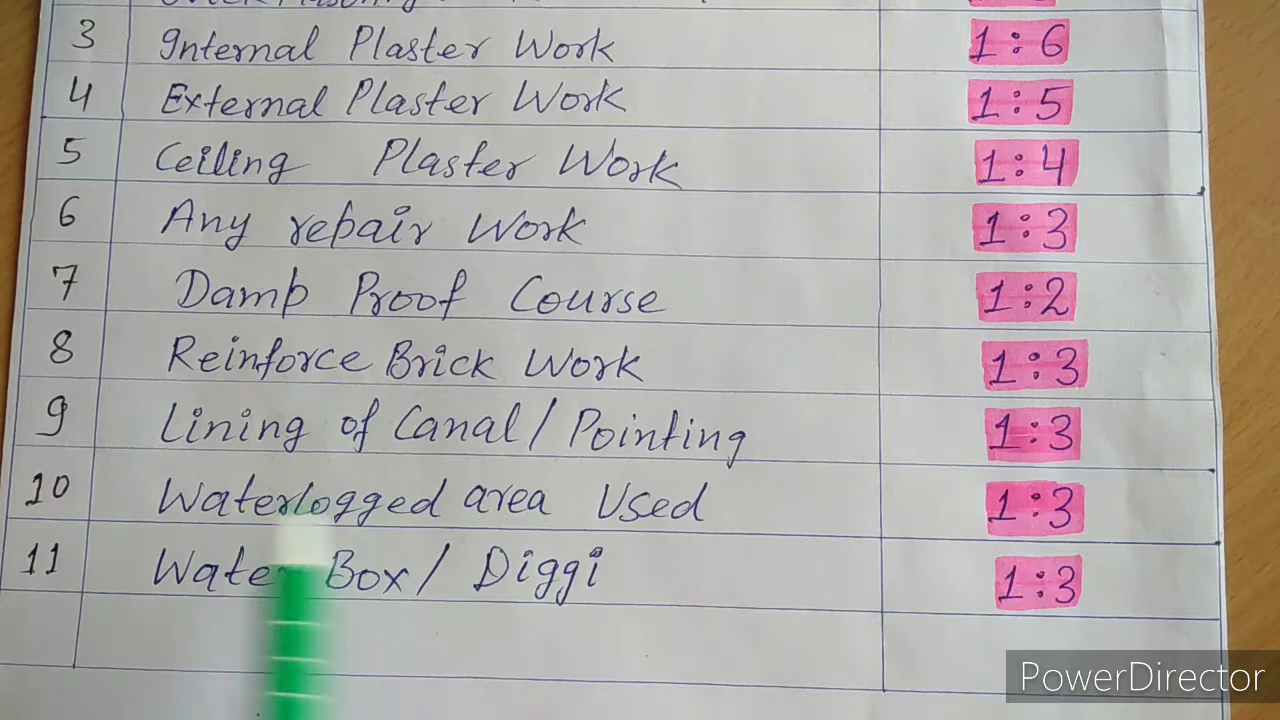 3 Internal Plaster Work 1:6
4 External Plaster Work 1:5
5 Ceiling Plaster Work 1:4
6 Any repair Work 1:3
7 Damp Proof Course 1:2
8 Reinforce Brick Work 1:3
9 Lining of Canal/Pointing 1:3
10 Waterlogged area Used 1:3
11 Water Box/Diggi 1:3
PowerDirector